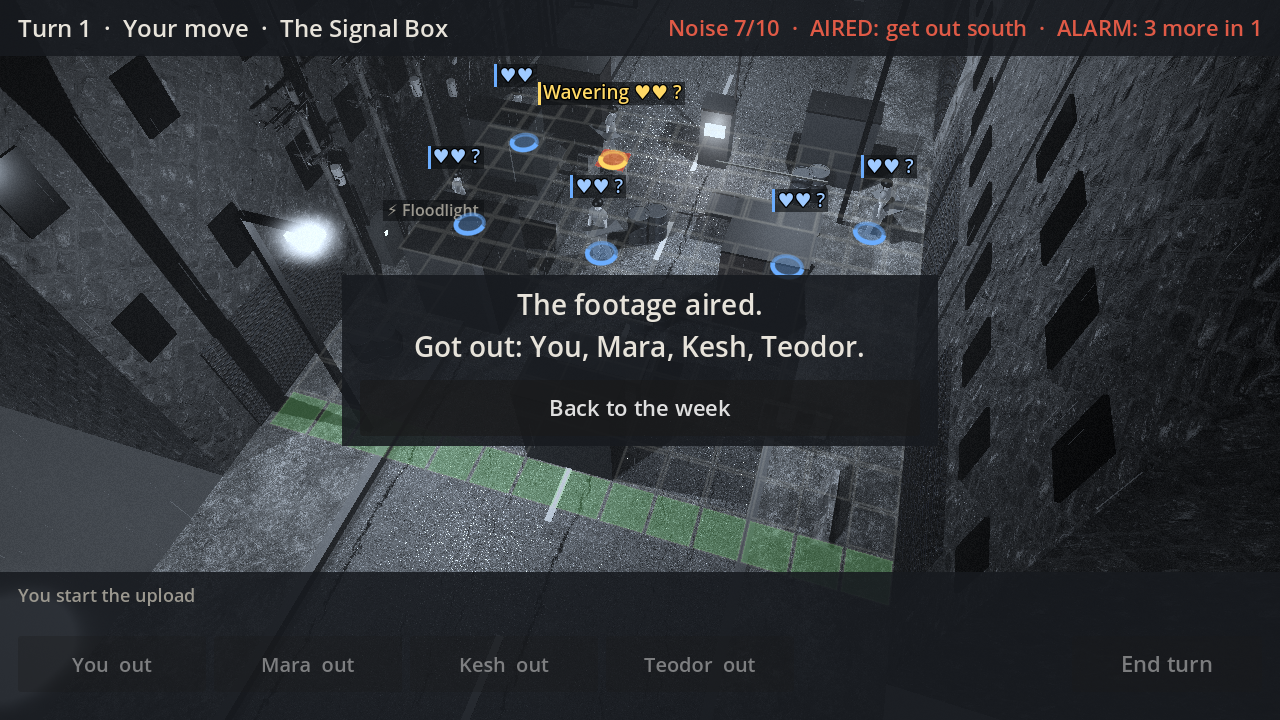 Turn 1 · Your move · The Signal Box
Noise 7/10 · AIRED: get out south · ALARM: 3 more in 1
♥♥
Wavering ♥♥ ?
♥♥ ?
♥♥ ?
♥♥ ?
♥♥ ?
⚡ Floodlight
The footage aired.
Got out: You, Mara, Kesh, Teodor.
Back to the week
You start the upload
You out
Mara out
Kesh out
Teodor out
End turn